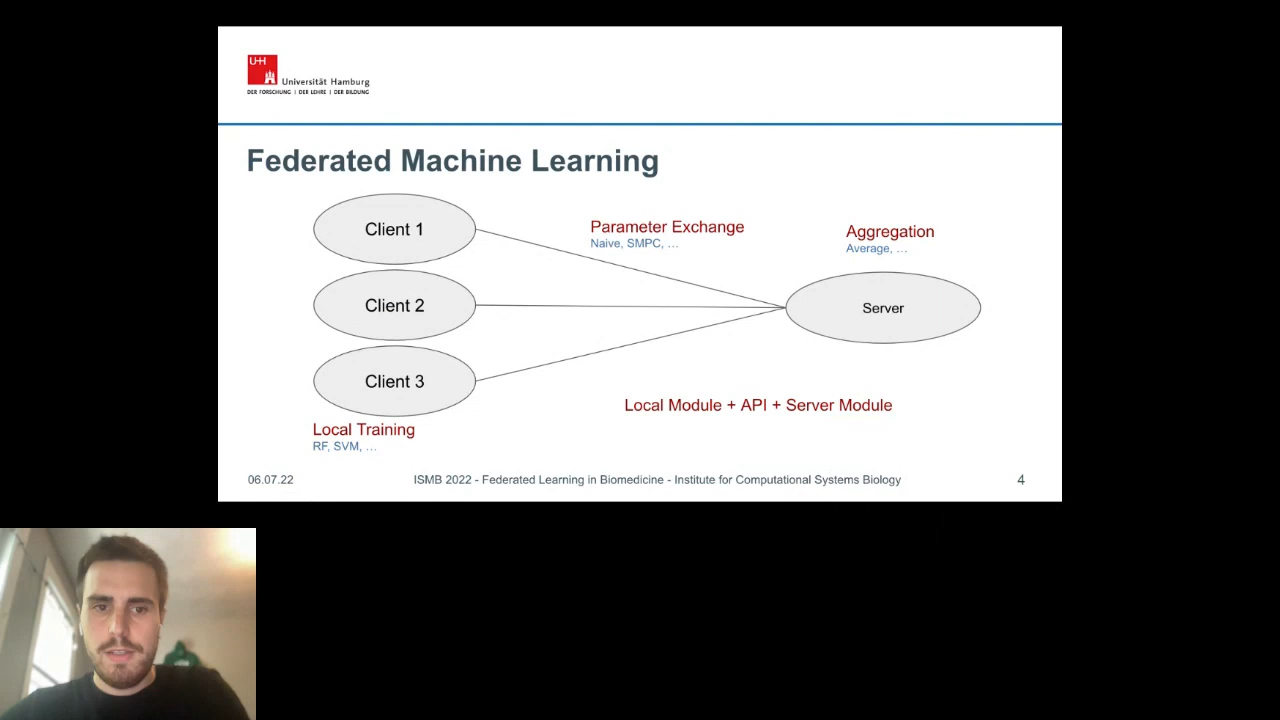 UH
Universität Hamburg
DER FORSCHUNG | DER LEHRE | DER BILDUNG
Federated Machine Learning
Client 1
Parameter Exchange
Naive, SMPC, …
Aggregation
Average, …
Client 2
Server
Client 3
Local Module + API + Server Module
Local Training
RF, SVM, …
06.07.22
ISMB 2022 - Federated Learning in Biomedicine - Institute for Computational Systems Biology
4